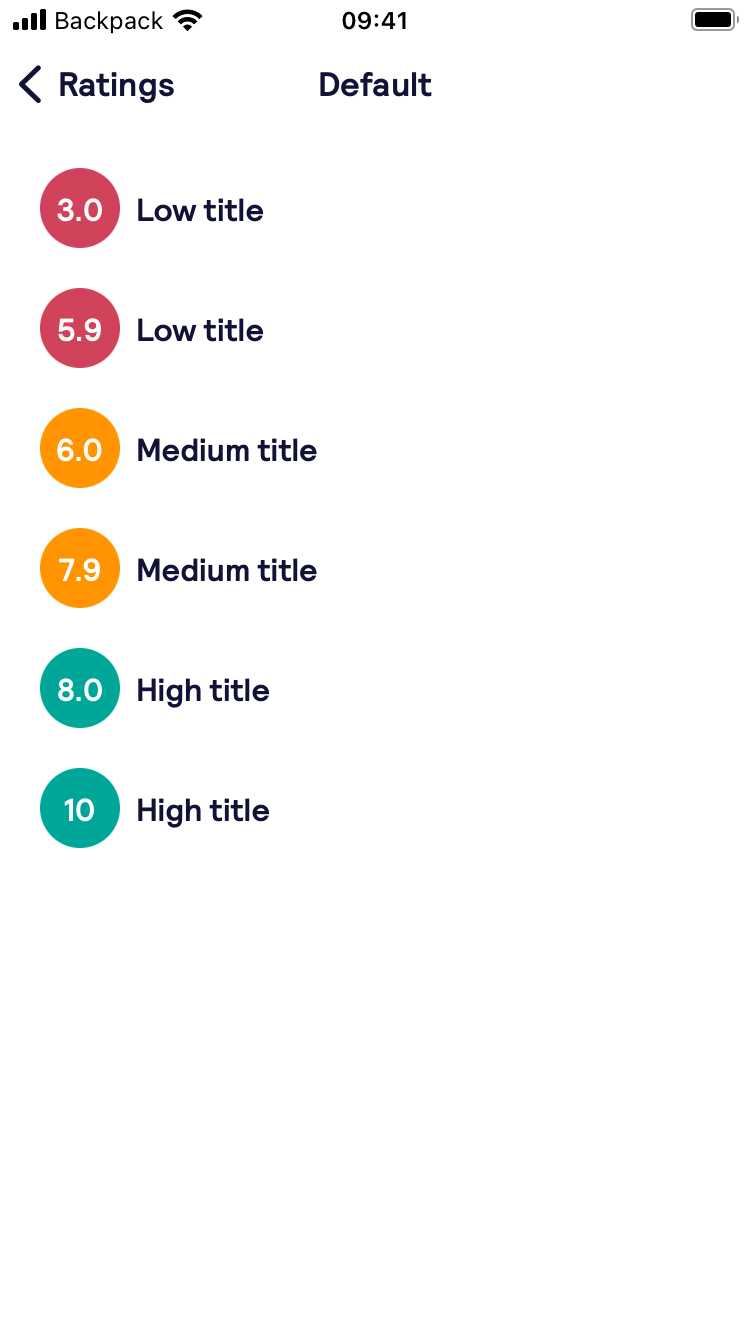 Backpack 09:41
Ratings Default
3.0 Low title
5.9 Low title
6.0 Medium title
7.9 Medium title
8.0 High title
10 High title